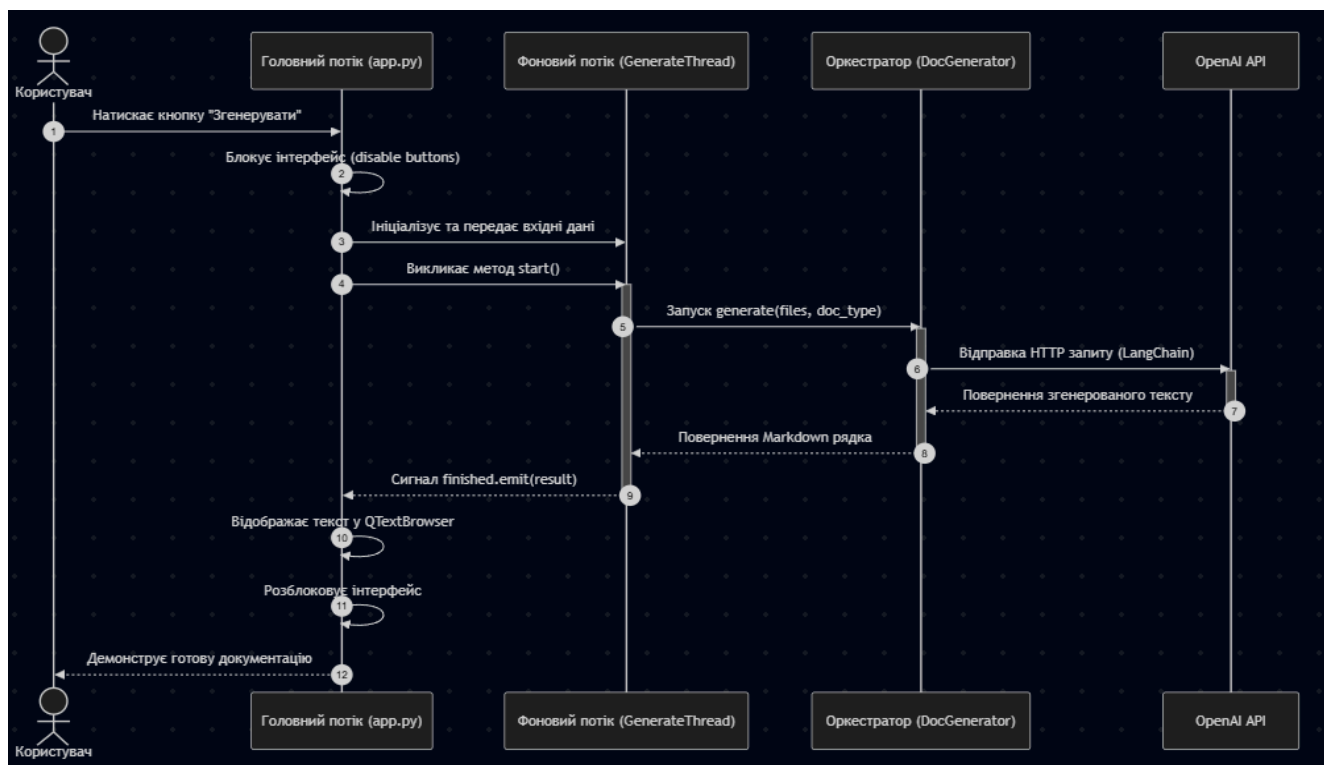 Користувач
Головний потік (app.py)
Фоновий потік (GenerateThread)
Оркестратор (DocGenerator)
OpenAI API
Натискає кнопку "Згенерувати"
1
Блокує інтерфейс (disable buttons)
2
Ініціалізує та передає вхідні дані
3
Викликає метод start()
4
Запуск generate(files, doc_type)
5
Відправка HTTP запиту (LangChain)
6
Повернення згенерованого тексту
7
Повернення Markdown рядка
8
Сигнал finished.emit(result)
9
Відображає текст у QTextBrowser
10
Розблоковує інтерфейс
11
Демонструє готову документацію
12
Користувач
Головний потік (app.py)
Фоновий потік (GenerateThread)
Оркестратор (DocGenerator)
OpenAI API